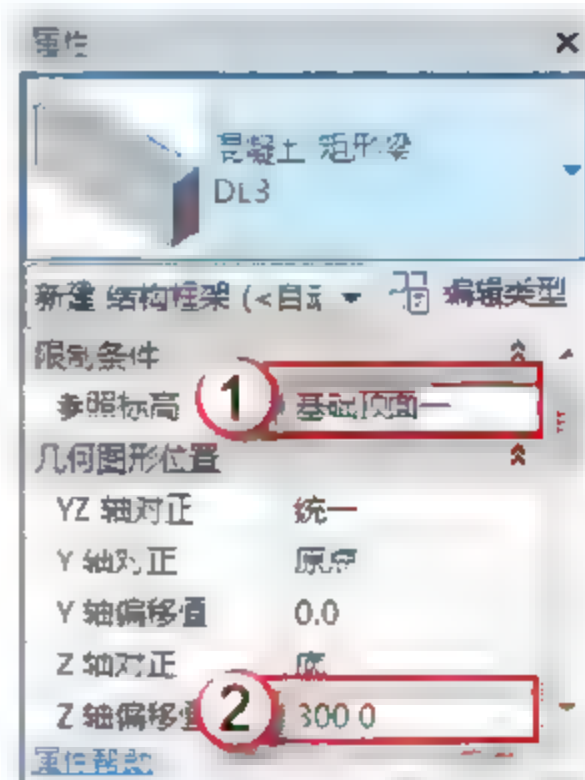 属性
混凝土 矩形梁
DL3
新建 结构框架 (<自动 编辑类型
限制条件
参照标高 1 基础顶面一
几何图形位置
YZ 轴对正 统一
Y 轴对正 原点
Y 轴偏移值 0.0
Z 轴对正 底
Z 轴偏移值 2 300.0
属性帮助